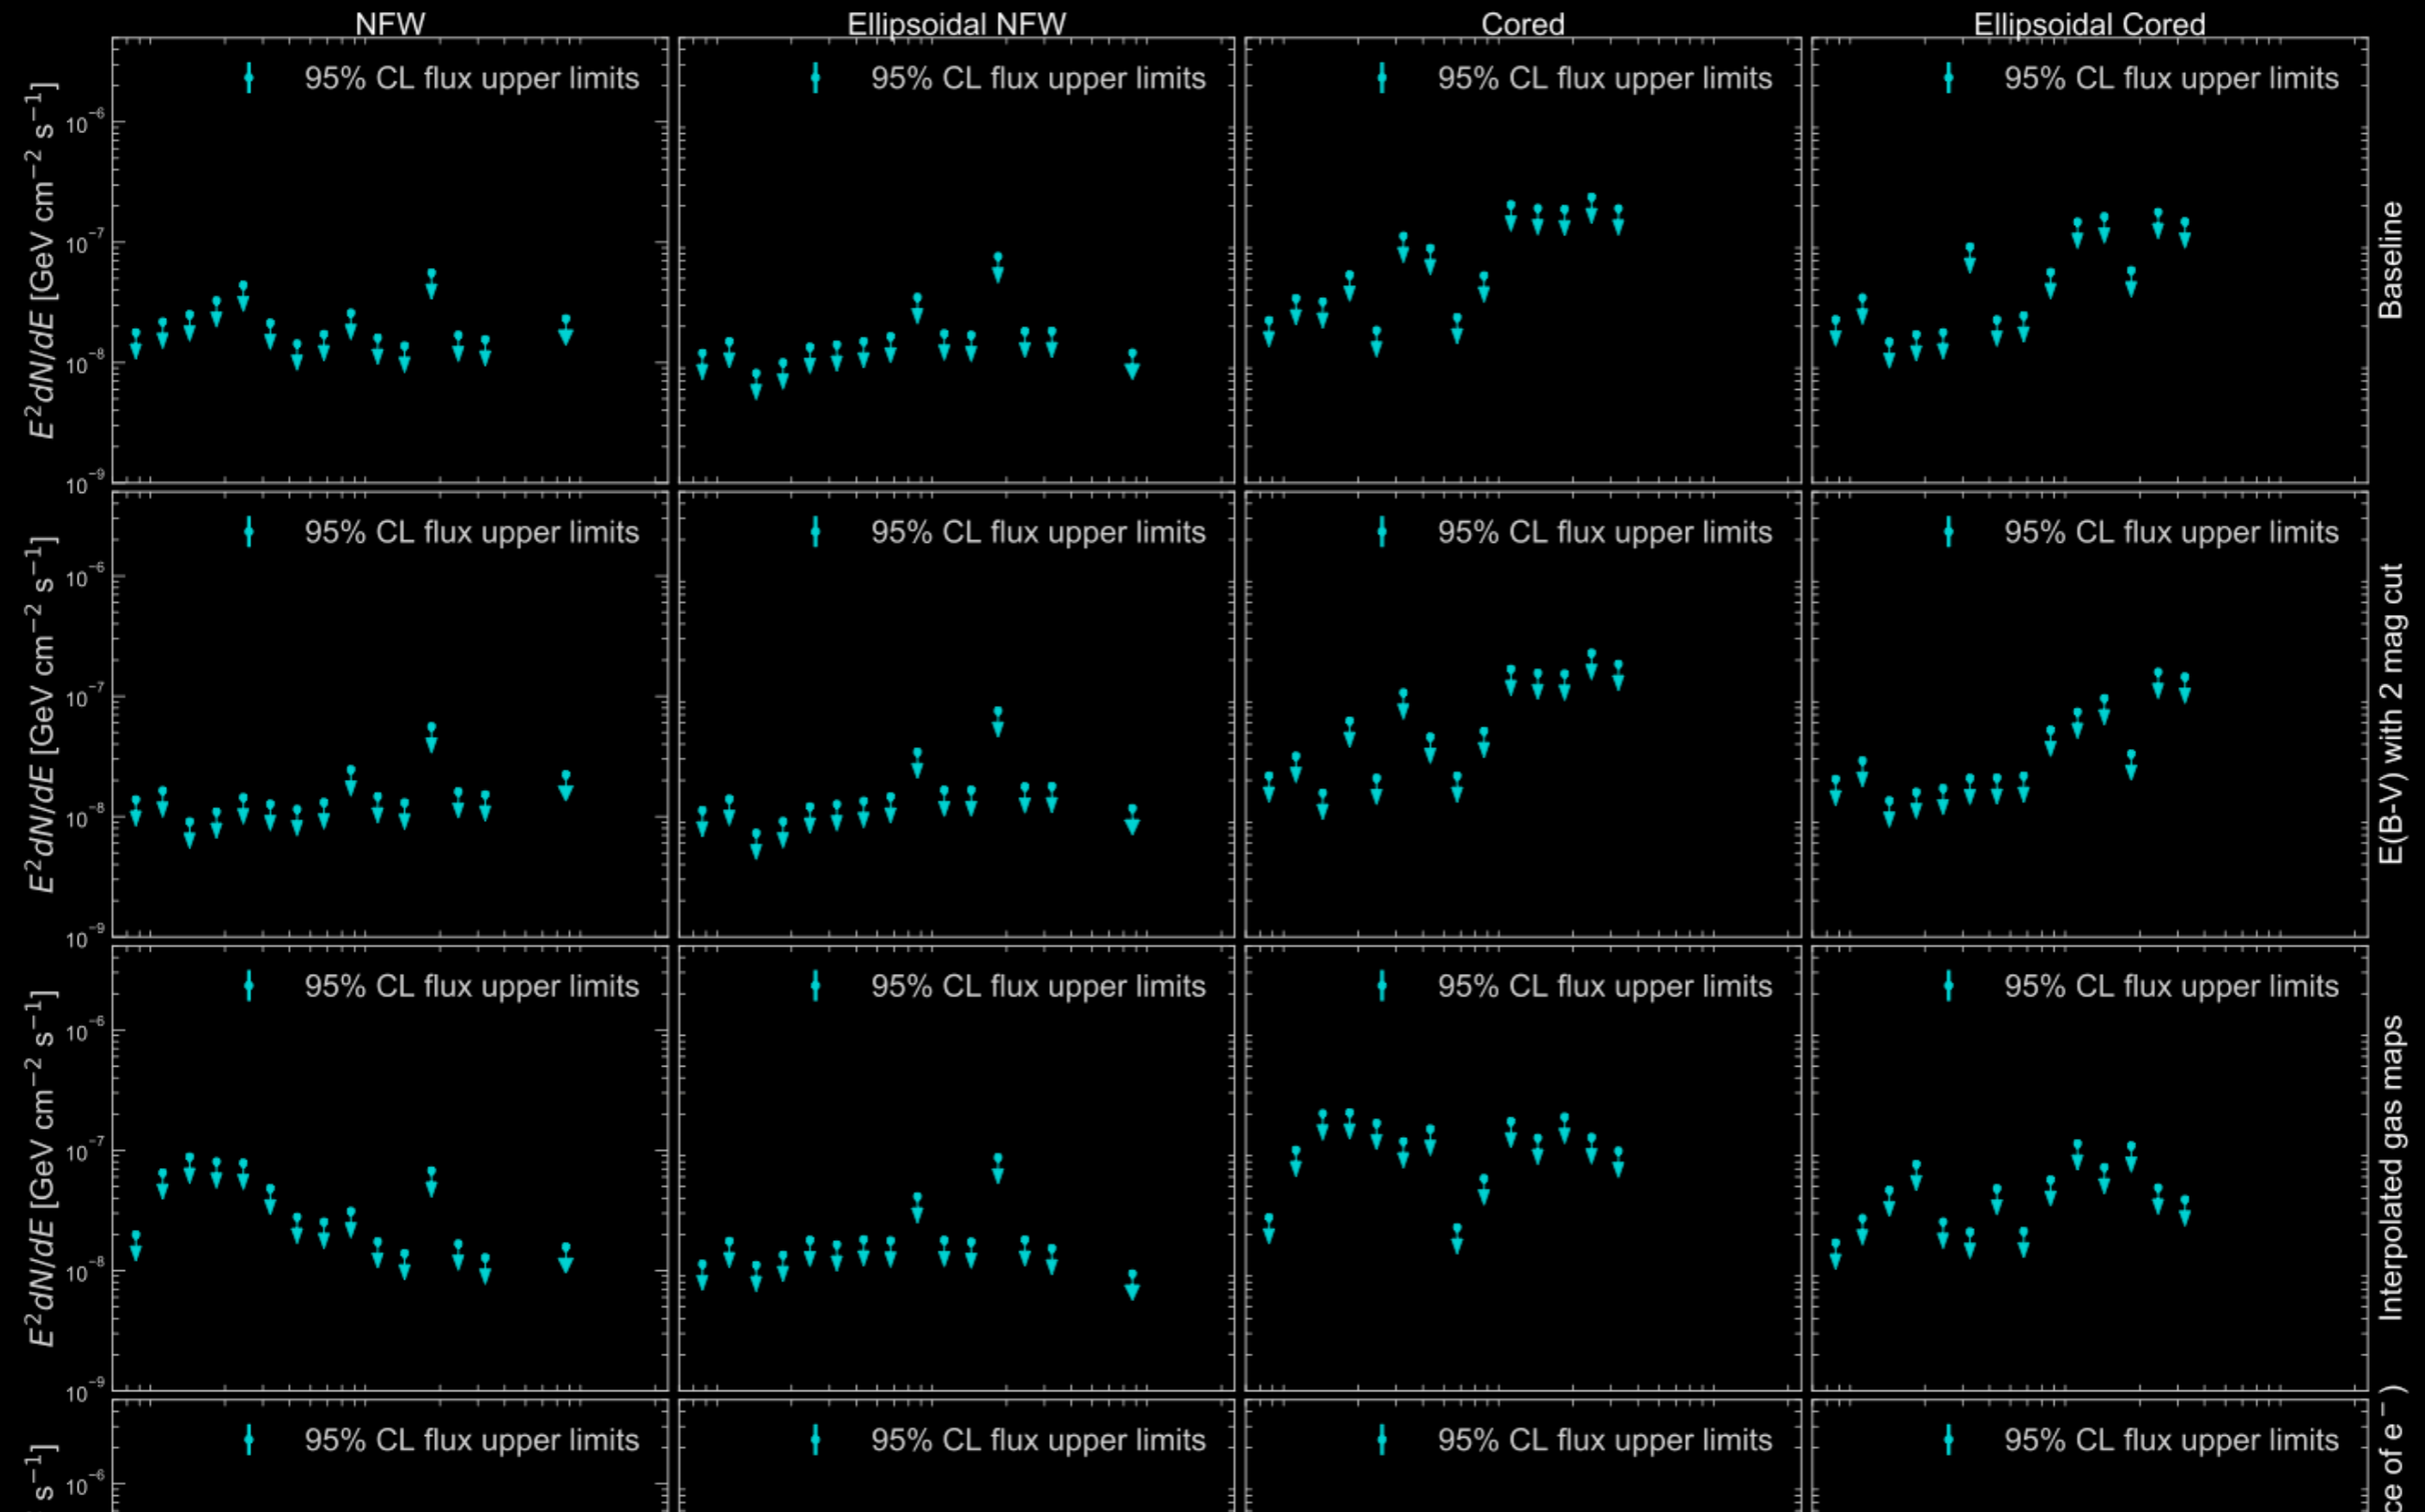 NFW Ellipsoidal NFW Cored Ellipsoidal Cored
95% CL flux upper limits 95% CL flux upper limits 95% CL flux upper limits 95% CL flux upper limits
E²dN/dE [GeV cm⁻² s⁻¹]
10⁻⁶
10⁻⁷
10⁻⁸
10⁻⁹
Baseline
95% CL flux upper limits 95% CL flux upper limits 95% CL flux upper limits 95% CL flux upper limits
E²dN/dE [GeV cm⁻² s⁻¹]
10⁻⁶
10⁻⁷
10⁻⁸
10⁻⁹
E(B-V) with 2 mag cut
95% CL flux upper limits 95% CL flux upper limits 95% CL flux upper limits 95% CL flux upper limits
E²dN/dE [GeV cm⁻² s⁻¹]
10⁻⁶
10⁻⁷
10⁻⁸
10⁻⁹
Interpolated gas maps
95% CL flux upper limits 95% CL flux upper limits 95% CL flux upper limits 95% CL flux upper limits
s⁻¹]
10⁻⁶
ce of e⁻)